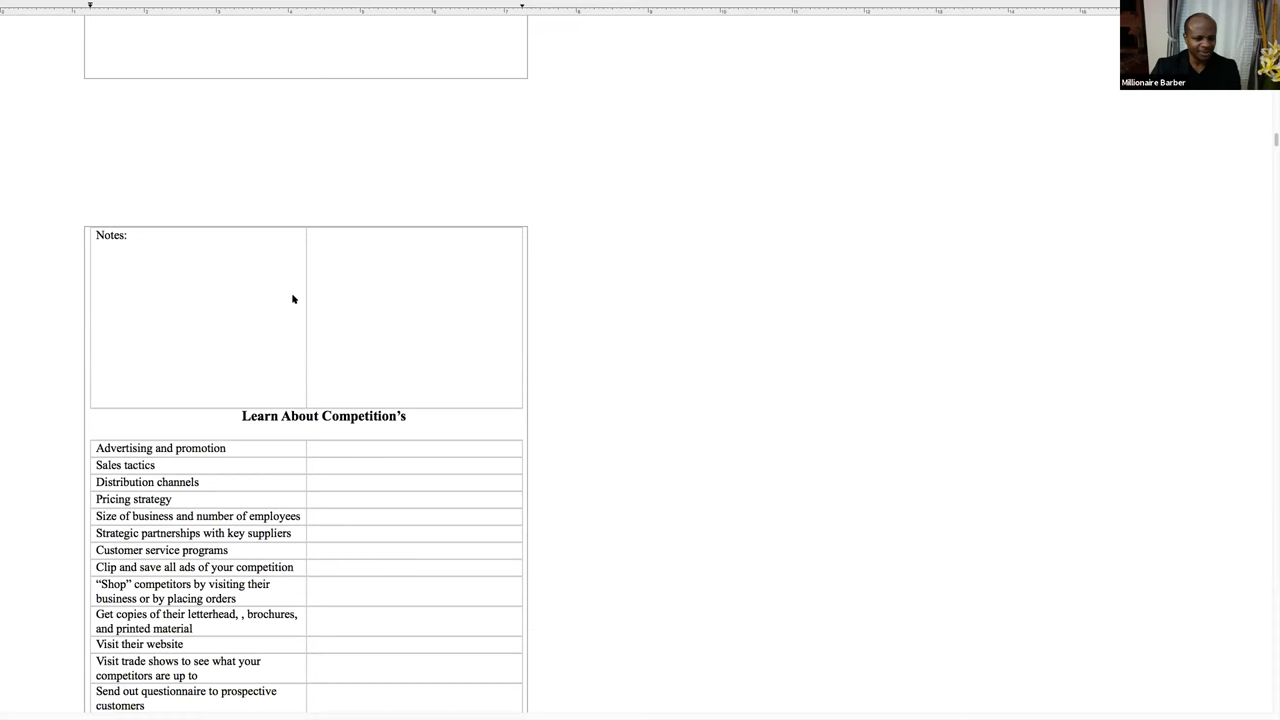 Millionaire Barber
Notes:
Learn About Competition’s
Advertising and promotion
Sales tactics
Distribution channels
Pricing strategy
Size of business and number of employees
Strategic partnerships with key suppliers
Customer service programs
Clip and save all ads of your competition
“Shop” competitors by visiting their
business or by placing orders
Get copies of their letterhead, , brochures,
and printed material
Visit their website
Visit trade shows to see what your
competitors are up to
Send out questionnaire to prospective
customers